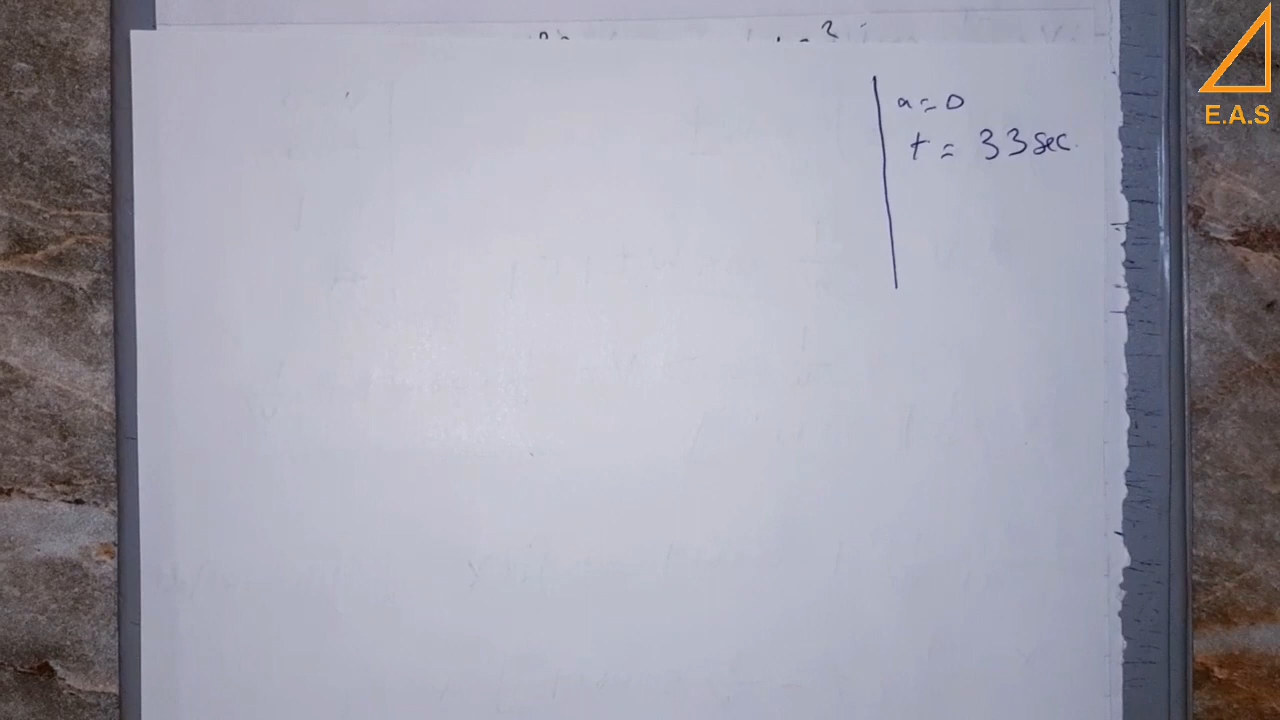 a = 0
t = 33 sec.
E.A.S